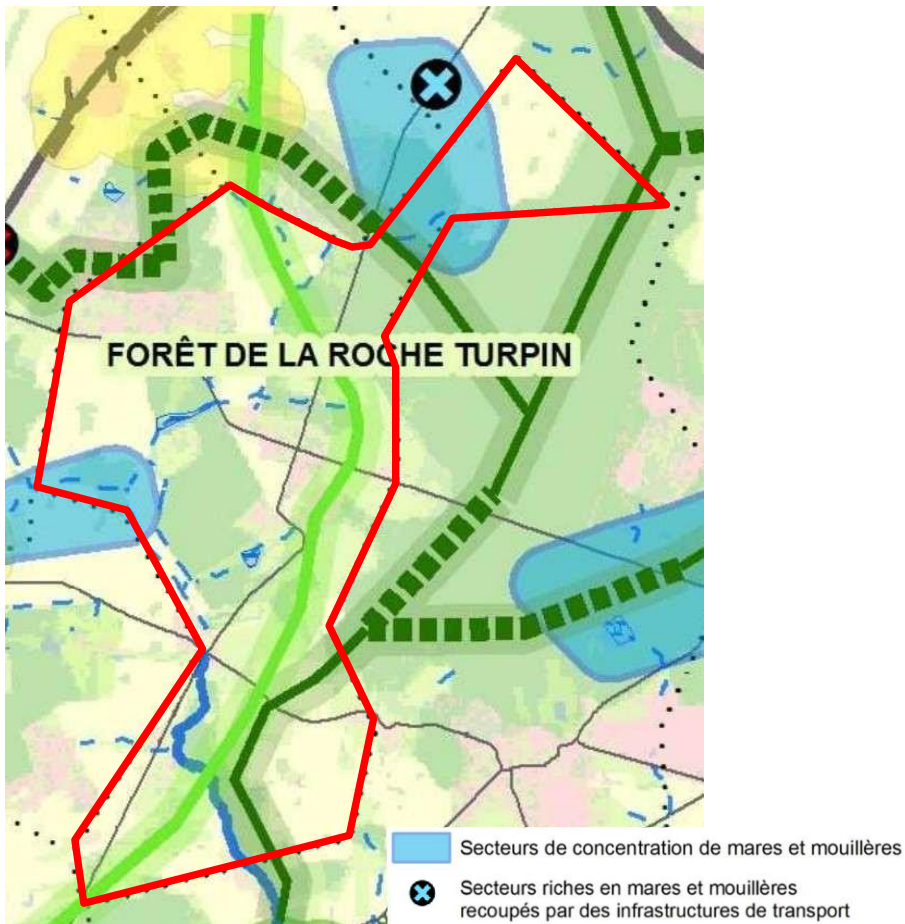 FORÊT DE LA ROCHE TURPIN
Secteurs de concentration de mares et mouillères
Secteurs riches en mares et mouillères
recoupés par des infrastructures de transport